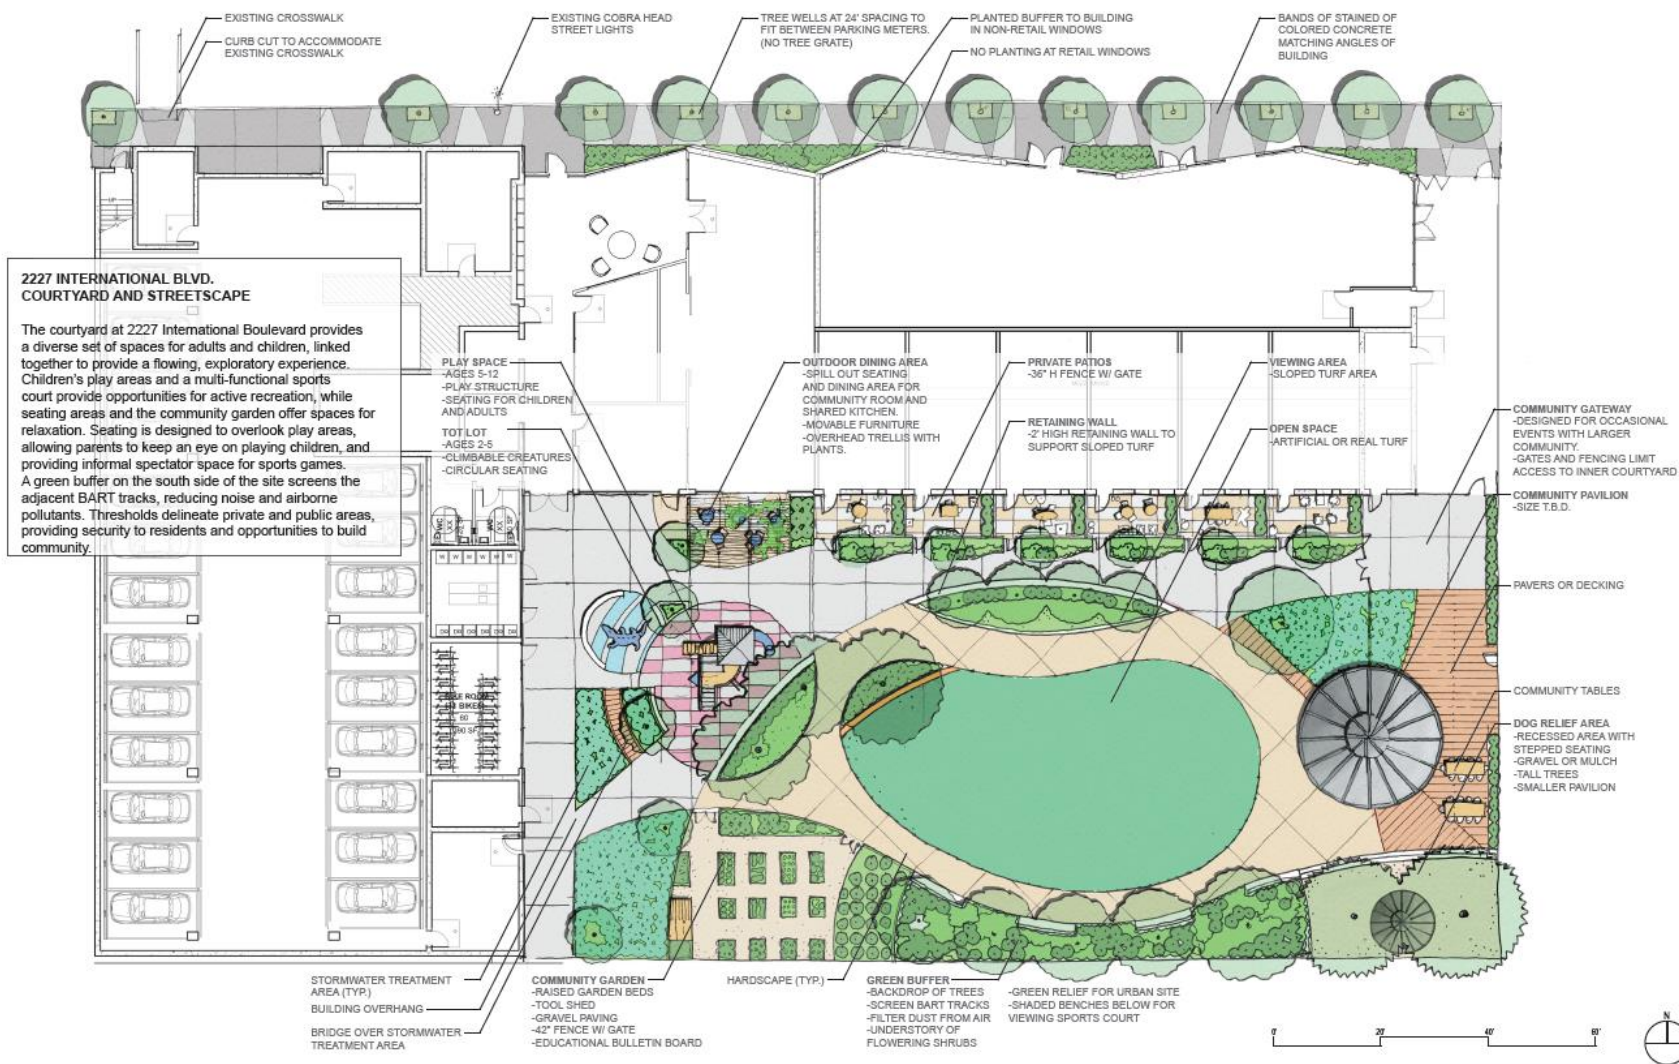 EXISTING CROSSWALK
CURB CUT TO ACCOMMODATE
EXISTING CROSSWALK
EXISTING COBRA HEAD
STREET LIGHTS
TREE WELLS AT 24' SPACING TO
FIT BETWEEN PARKING METERS.
(NO TREE GRATE)
PLANTED BUFFER TO BUILDING
IN NON-RETAIL WINDOWS
NO PLANTING AT RETAIL WINDOWS
BANDS OF STAINED OF
COLORED CONCRETE
MATCHING ANGLES OF
BUILDING
UP
2227 INTERNATIONAL BLVD.
COURTYARD AND STREETSCAPE
The courtyard at 2227 International Boulevard provides
a diverse set of spaces for adults and children, linked
together to provide a flowing, exploratory experience.
Children's play areas and a multi-functional sports
court provide opportunities for active recreation, while
seating areas and the community garden offer spaces for
relaxation. Seating is designed to overlook play areas,
allowing parents to keep an eye on playing children, and
providing informal spectator space for sports games.
A green buffer on the south side of the site screens the
adjacent BART tracks, reducing noise and airborne
pollutants. Thresholds delineate private and public areas,
providing security to residents and opportunities to build
community.
PLAY SPACE
-AGES 5-12
-PLAY STRUCTURE
-SEATING FOR CHILDREN
AND ADULTS
TOT LOT
-AGES 2-5
-CLIMBABLE CREATURES
-CIRCULAR SEATING
OUTDOOR DINING AREA
-SPILL OUT SEATING
AND DINING AREA FOR
COMMUNITY ROOM AND
SHARED KITCHEN.
-MOVABLE FURNITURE
-OVERHEAD TRELLIS WITH
PLANTS.
PRIVATE PATIOS
-36" H FENCE W/ GATE
RETAINING WALL
-2' HIGH RETAINING WALL TO
SUPPORT SLOPED TURF
VIEWING AREA
-SLOPED TURF AREA
OPEN SPACE
-ARTIFICIAL OR REAL TURF
COMMUNITY GATEWAY
-DESIGNED FOR OCCASIONAL
EVENTS WITH LARGER
COMMUNITY.
-GATES AND FENCING LIMIT
ACCESS TO INNER COURTYARD
COMMUNITY PAVILION
-SIZE T.B.D.
PAVERS OR DECKING
COMMUNITY TABLES
DOG RELIEF AREA
-RECESSED AREA WITH
STEPPED SEATING
-GRAVEL OR MULCH
-TALL TREES
-SMALLER PAVILION
W W W W W W
STORMWATER TREATMENT
AREA (TYP.)
BUILDING OVERHANG
BRIDGE OVER STORMWATER
TREATMENT AREA
COMMUNITY GARDEN
-RAISED GARDEN BEDS
-TOOL SHED
-GRAVEL PAVING
-42" FENCE W/ GATE
-EDUCATIONAL BULLETIN BOARD
HARDSCAPE (TYP.)
GREEN BUFFER
-BACKDROP OF TREES
-SCREEN BART TRACKS
-FILTER DUST FROM AIR
-UNDERSTORY OF
FLOWERING SHRUBS
-GREEN RELIEF FOR URBAN SITE
-SHADED BENCHES BELOW FOR
VIEWING SPORTS COURT
0' 20' 40' 60'
N